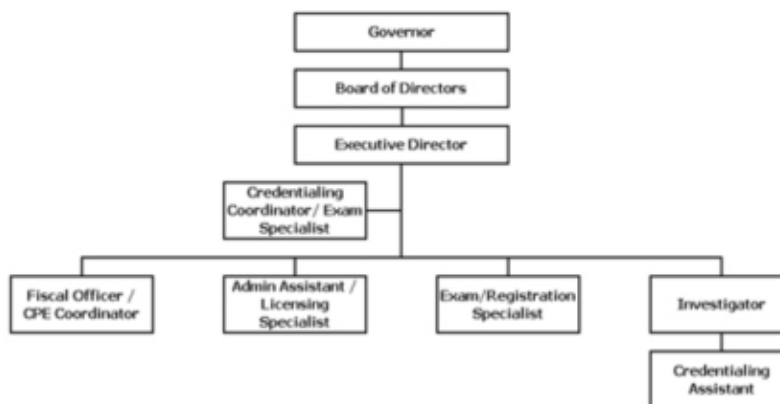 Governor
Board of Directors
Executive Director
Credentialing
Coordinator/ Exam
Specialist
Fiscal Officer /
CPE Coordinator
Admin Assistant /
Licensing
Specialist
Exam/Registration
Specialist
Investigator
Credentialing
Assistant